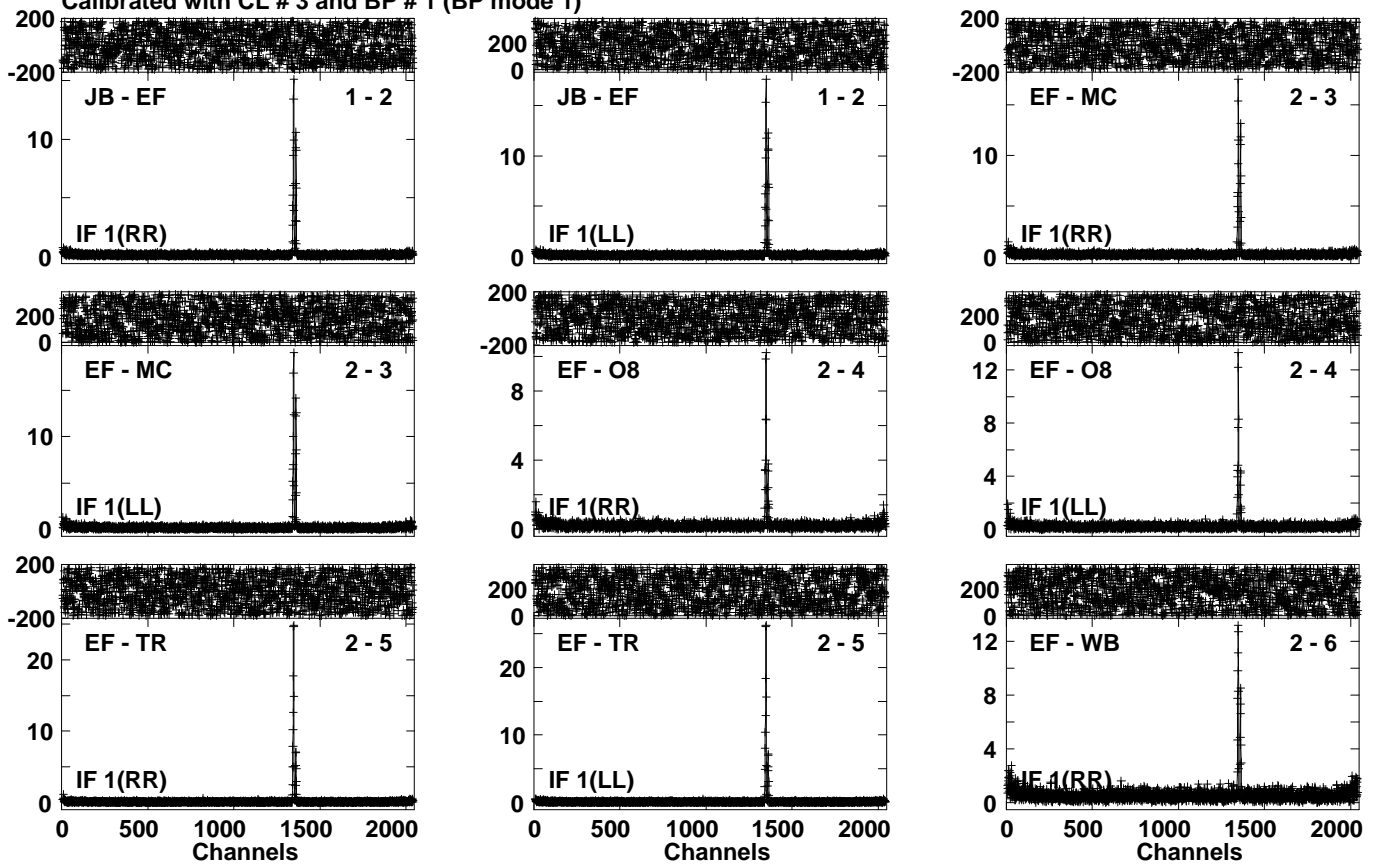 Calibrated with CL # 3 and BP # 1 (BP mode 1)
200
-200
JB - EF 1 - 2
10
IF 1(RR)
0
200
0
JB - EF 1 - 2
10
IF 1(LL)
0
200
-200
EF - MC 2 - 3
10
IF 1(RR)
0
200
0
EF - MC 2 - 3
10
IF 1(LL)
0
200
-200
EF - O8 2 - 4
8
4
IF 1(RR)
0
200
0
EF - O8 2 - 4
12
8
4
IF 1(LL)
0
200
-200
EF - TR 2 - 5
20
10
IF 1(RR)
0
0 500 1000 1500 2000
Channels
200
0
EF - TR 2 - 5
20
10
IF 1(LL)
0
0 500 1000 1500 2000
Channels
200
0
EF - WB 2 - 6
12
8
4
IF 1(RR)
0
0 500 1000 1500 2000
Channels